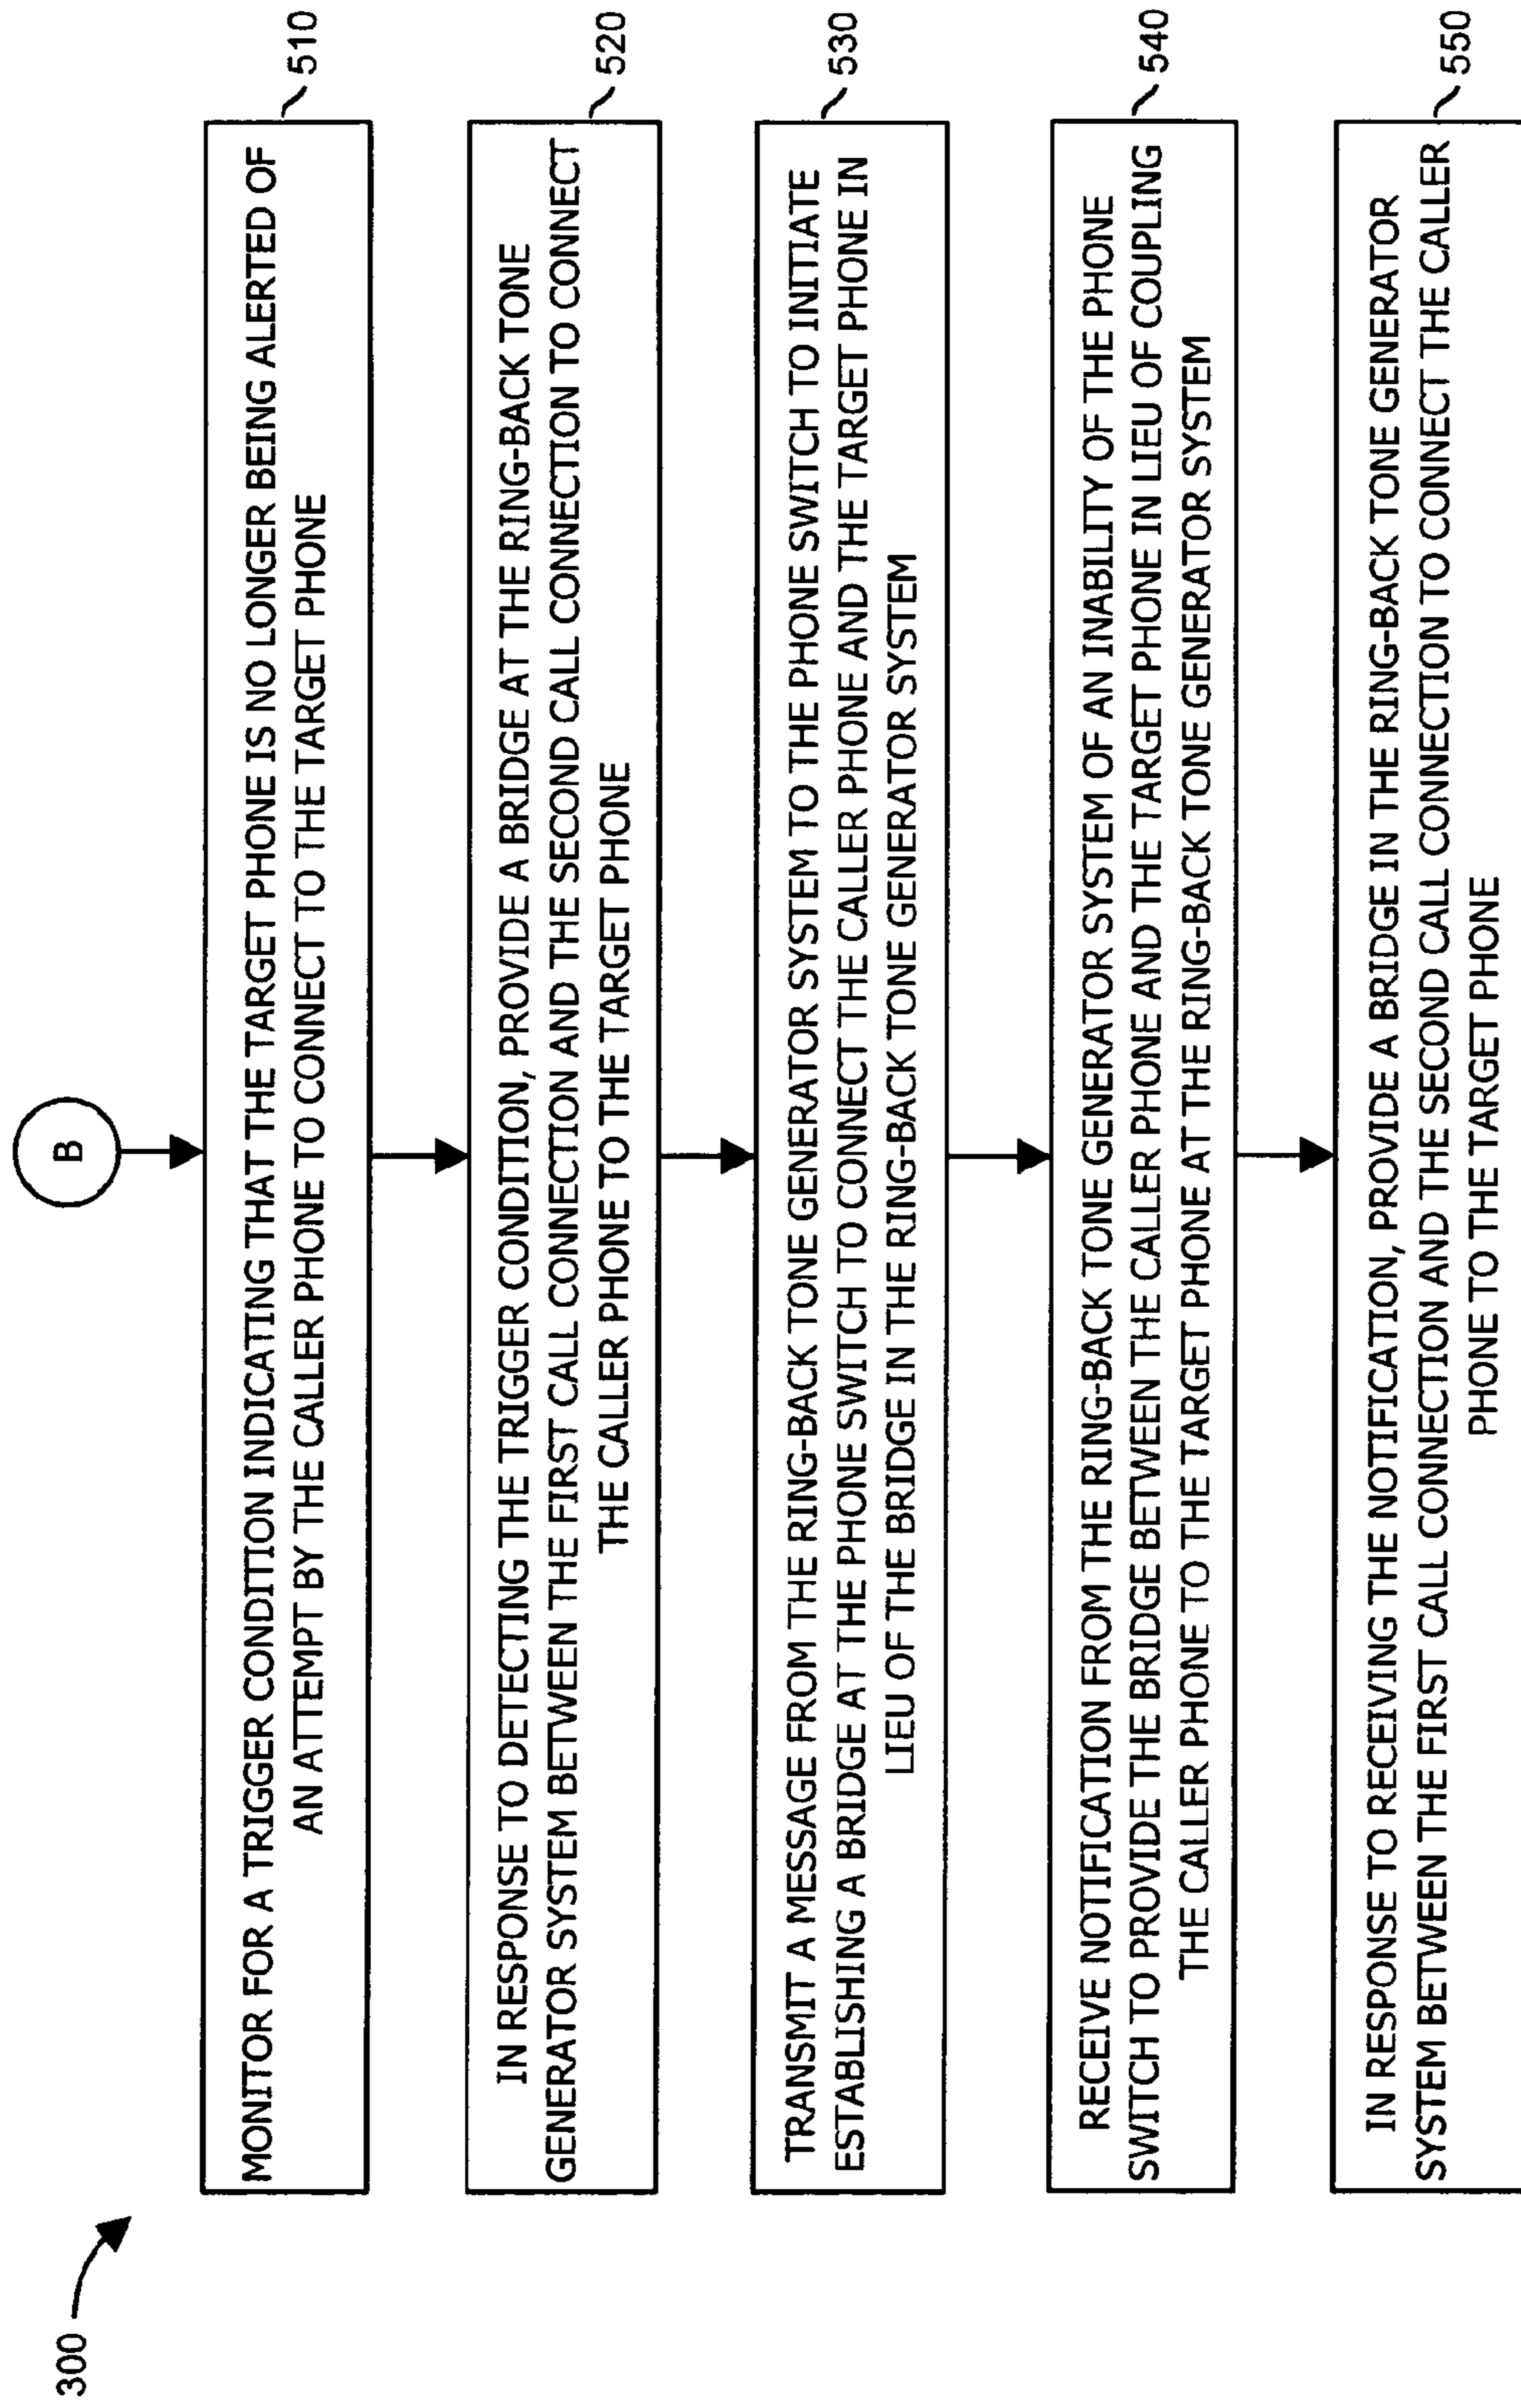 300
B
MONITOR FOR A TRIGGER CONDITION INDICATING THAT THE TARGET PHONE IS NO LONGER BEING ALERTED OF
AN ATTEMPT BY THE CALLER PHONE TO CONNECT TO THE TARGET PHONE
510
IN RESPONSE TO DETECTING THE TRIGGER CONDITION, PROVIDE A BRIDGE AT THE RING-BACK TONE
GENERATOR SYSTEM BETWEEN THE FIRST CALL CONNECTION AND THE SECOND CALL CONNECTION TO CONNECT
THE CALLER PHONE TO THE TARGET PHONE
520
TRANSMIT A MESSAGE FROM THE RING-BACK TONE GENERATOR SYSTEM TO THE PHONE SWITCH TO INITIATE
ESTABLISHING A BRIDGE AT THE PHONE SWITCH TO CONNECT THE CALLER PHONE AND THE TARGET PHONE IN
LIEU OF THE BRIDGE IN THE RING-BACK TONE GENERATOR SYSTEM
530
RECEIVE NOTIFICATION FROM THE RING-BACK TONE GENERATOR SYSTEM OF AN INABILITY OF THE PHONE
SWITCH TO PROVIDE THE BRIDGE BETWEEN THE CALLER PHONE AND THE TARGET PHONE IN LIEU OF COUPLING
THE CALLER PHONE TO THE TARGET PHONE AT THE RING-BACK TONE GENERATOR SYSTEM
540
IN RESPONSE TO RECEIVING THE NOTIFICATION, PROVIDE A BRIDGE IN THE RING-BACK TONE GENERATOR
SYSTEM BETWEEN THE FIRST CALL CONNECTION AND THE SECOND CALL CONNECTION TO CONNECT THE CALLER
PHONE TO THE TARGET PHONE
550